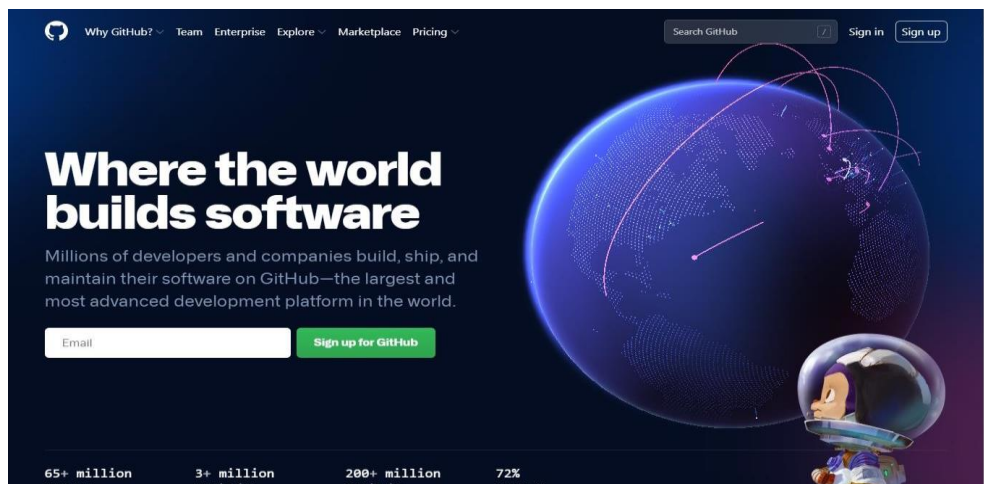 Why GitHub? Team Enterprise Explore Marketplace Pricing Search GitHub / Sign in Sign up
Where the world
builds software
Millions of developers and companies build, ship, and
maintain their software on GitHub—the largest and
most advanced development platform in the world.
Email Sign up for GitHub
65+ million 3+ million 200+ million 72%